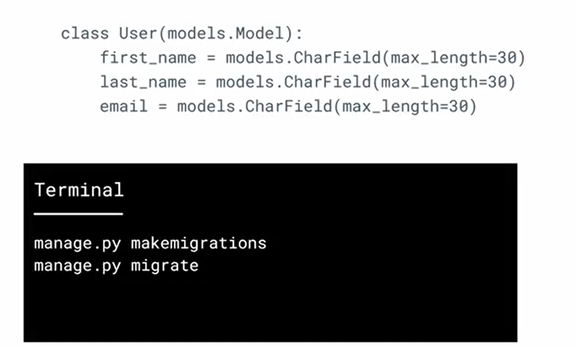 class User(models.Model):
    first_name = models.CharField(max_length=30)
    last_name = models.CharField(max_length=30)
    email = models.CharField(max_length=30)
Terminal
manage.py makemigrations
manage.py migrate